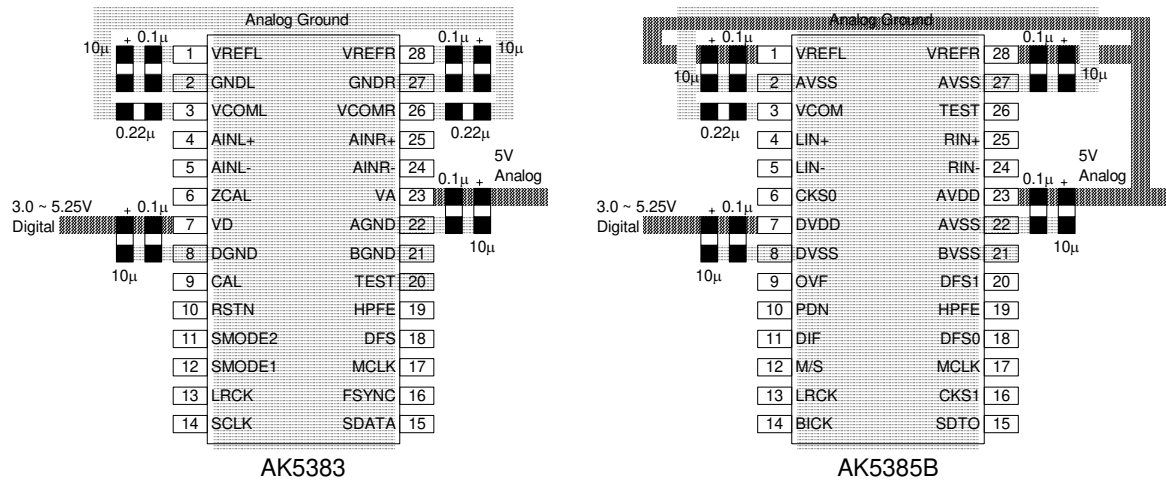 Analog Ground
10µ + 0.1µ 0.1µ + 10µ
1 VREFL VREFR 28
2 GNDL GNDR 27
3 VCOML VCOMR 26
0.22µ 0.22µ
4 AINL+ AINR+ 25
5 AINL- AINR- 24
5V
Analog
0.1µ +
6 ZCAL VA 23
3.0 ~ 5.25V
Digital
+ 0.1µ
7 VD AGND 22
10µ
8 DGND BGND 21
10µ
9 CAL TEST 20
10 RSTN HPFE 19
11 SMODE2 DFS 18
12 SMODE1 MCLK 17
13 LRCK FSYNC 16
14 SCLK SDATA 15
AK5383
Analog Ground
+ 0.1µ 0.1µ +
1 VREFL VREFR 28
10µ 10µ
2 AVSS AVSS 27
3 VCOM TEST 26
0.22µ
4 LIN+ RIN+ 25
5 LIN- RIN- 24
5V
Analog
0.1µ +
6 CKS0 AVDD 23
3.0 ~ 5.25V
Digital
+ 0.1µ
7 DVDD AVSS 22
10µ
8 DVSS BVSS 21
10µ
9 OVF DFS1 20
10 PDN HPFE 19
11 DIF DFS0 18
12 M/S MCLK 17
13 LRCK CKS1 16
14 BICK SDTO 15
AK5385B